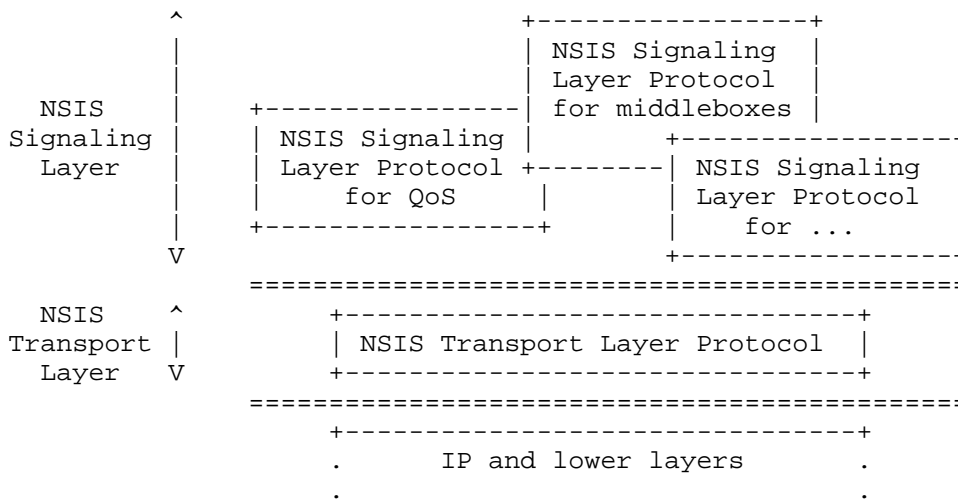 NSIS Signaling
Layer Protocol
NSIS for middleboxes
Signaling NSIS Signaling
Layer Layer Protocol NSIS Signaling
for QoS Layer Protocol
for ...
V
NSIS ^
Transport NSIS Transport Layer Protocol
Layer V
IP and lower layers